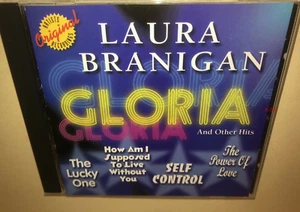 Original
LAURA
BRANIGAN
GLORIA
GLORIA
GLORIA
And Other Hits
The Lucky
One
How Am I
Supposed
To Live
Without
You
SELF
CONTROL
The
Power Of
Love